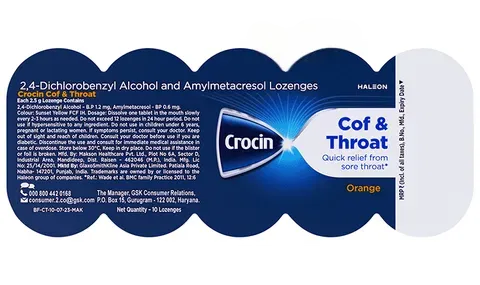 2,4-Dichlorobenzyl Alcohol and Amylmetacresol Lozenges
HALEON
Crocin Cof & Throat
Each 2.5 g Lozenge Contains
2,4-Dichlorobenzyl Alcohol - B.P 1.2 mg, Amylmetacresol - BP 0.6 mg.
Colour: Sunset Yellow FCF IH. Dosage: Dissolve one tablet in the mouth slowly
every 2-3 hours as needed. Do not exceed 12 lozenges in 24 hour period. Do not
use if hypersensitive to any ingredient. Do not use in children under 6 years,
pregnant or lactating women. If symptoms persist, consult your doctor. Keep
out of sight and reach of children. Consult your doctor before use if you are
diabetic. Discontinue the use and consult for immediate medical assistance in
case of overdose. Store below 30°C. Keep in dry place. Do not use if the blister
or foil is broken. Mfd. By: Makson Healthcare Pvt. Ltd., Plot No.16-17, Sector D,
Industrial Area, Mandideep, Dist. Raisen - 462046 (M.P.), India. Mfg. Lic
No: 25/14/2001. Mktd.By: GlaxoSmithKline Asia Private Limited. Patiala Road,
Nabha- 147201, Punjab, India. Trademarks are owned by or licensed to the
Haleon group of companies. *Ref.: Wade et al. BMC family Practice 2011, 12:6
000 800 442 0168
consumer.2.co@gsk.com
The Manager, GSK Consumer Relations,
P.O. Box 15, Gurugram - 122 002, Haryana.
BF-CT-10-07-23-MAK
Net Quantity - 10 Lozenges
Crocin
Cof &
Throat
Quick relief from
sore throat*
Orange
MRP ₹ (Incl. of all taxes), B.No., Mfd., Expiry Date